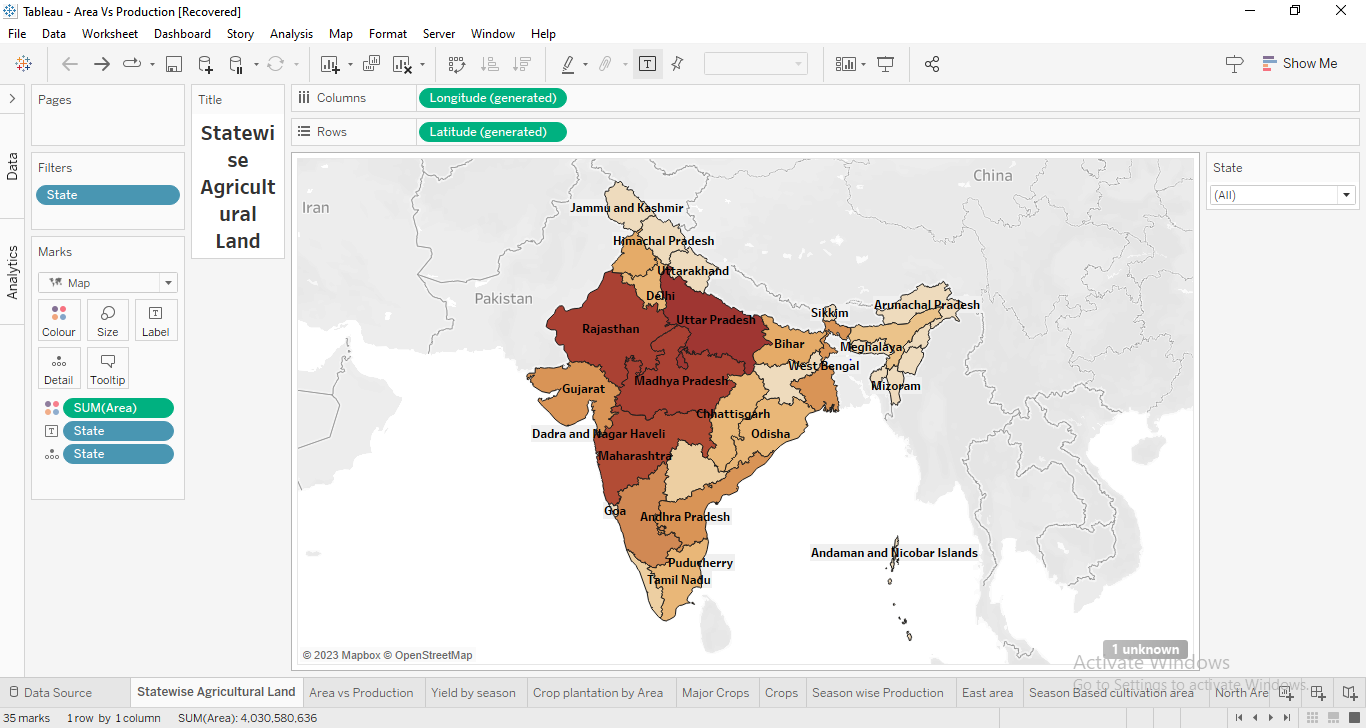 Tableau - Area Vs Production [Recovered]
File Data Worksheet Dashboard Story Analysis Map Format Server Window Help
Show Me
Data
Analytics
Pages
Filters
State
Marks
Map
Colour Size Label
Detail Tooltip
SUM(Area)
State
State
Title
Statewi
se
Agricult
ural
Land
Columns Longitude (generated)
Rows Latitude (generated)
China
Iran
Jammu and Kashmir
Himachal Pradesh
Uttarakhand
Pakistan
Delhi
Arunachal Pradesh
Sikkim
Uttar Pradesh
Rajasthan
Bihar
Meghalaya
West Bengal
Madhya Pradesh
Mizoram
Gujarat
Chhattisgarh
Dadra and Nagar Haveli
Odisha
Maharashtra
Goa
Andhra Pradesh
Andaman and Nicobar Islands
Puducherry
Tamil Nadu
1 unknown
© 2023 Mapbox © OpenStreetMap
State
(All)
Activate Windows
Go to Settings to activate Windows.
Data Source Statewise Agricultural Land Area vs Production Yield by season Crop plantation by Area Major Crops Crops Season wise Production East area Season Based cultivation area North Are
35 marks 1 row by 1 column SUM(Area): 4,030,580,636